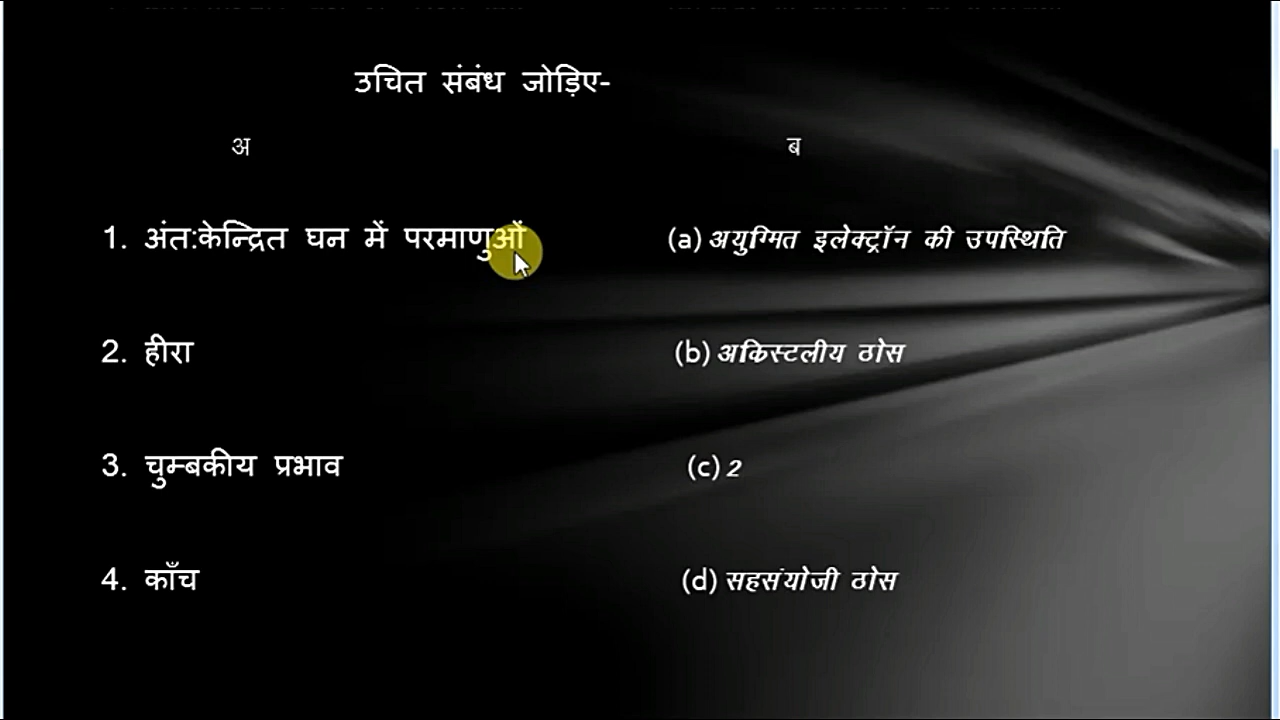 उचित संबंध जोड़िए-
अ ब
1. अंत:केन्द्रित घन में परमाणुओं (a) अयुग्मित इलेक्ट्रॉन की उपस्थिति
2. हीरा (b) अकिस्टलीय ठोस
3. चुम्बकीय प्रभाव (c) 2
4. काँच (d) सहसंयोजी ठोस